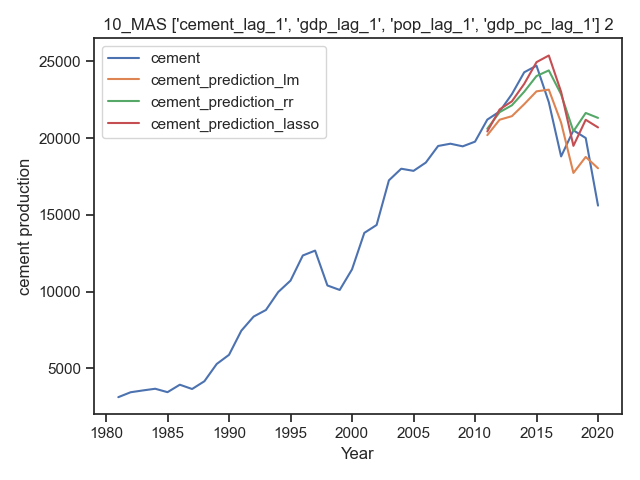 10_MAS ['cement_lag_1', 'gdp_lag_1', 'pop_lag_1', 'gdp_pc_lag_1'] 2
cement
cement_prediction_lm
cement_prediction_rr
cement_prediction_lasso
25000
20000
15000
10000
5000
cement production
1980 1985 1990 1995 2000 2005 2010 2015 2020
Year